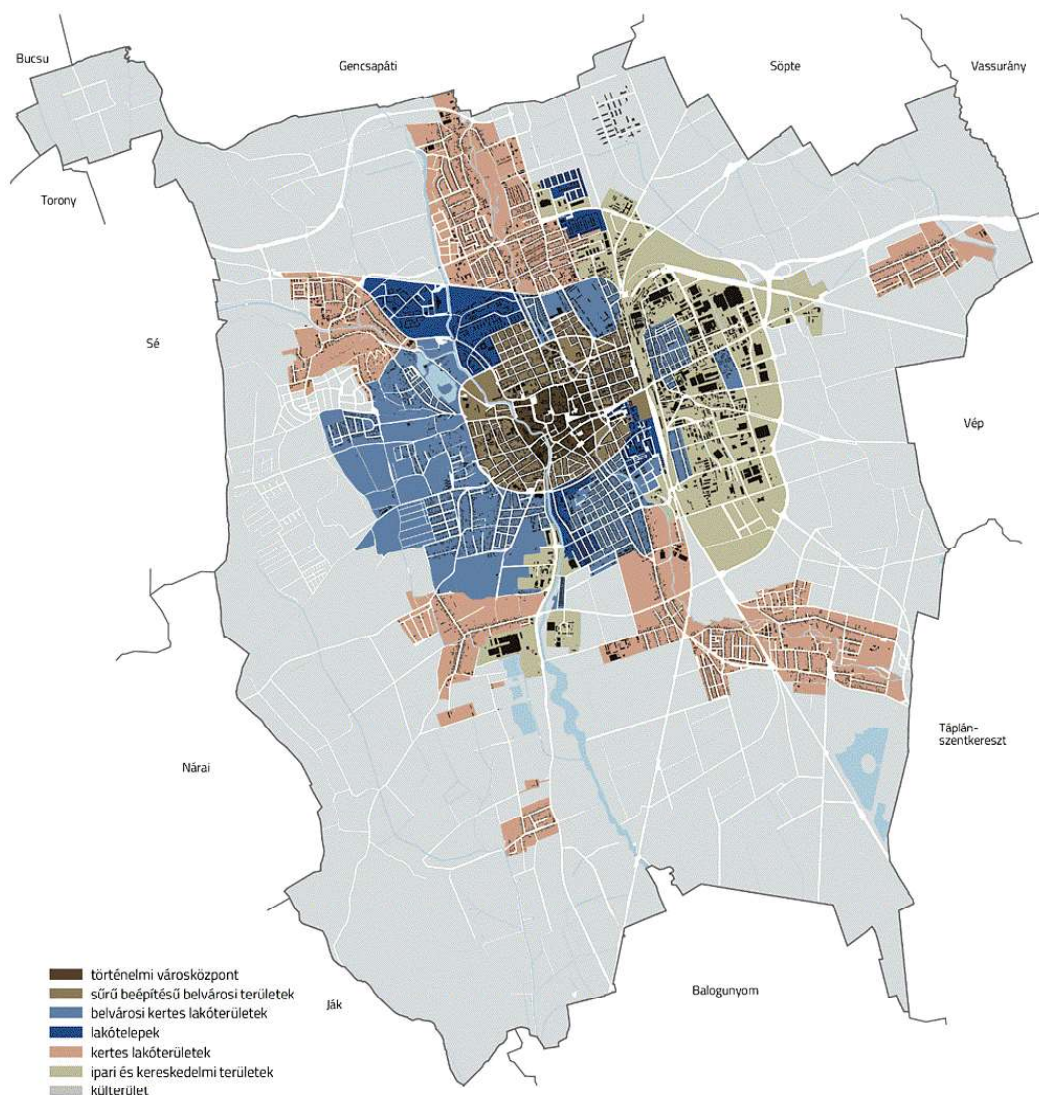 Bucsu
Gencsapáti
Söpte
Vassurány
Torony
Sé
Vép
Táplán-
szentkereszt
Nárai
Ják
Balogunyom
történelmi városközpont
sűrű beépítésű belvárosi területek
belvárosi kertes lakóterületek
lakótelepek
kertes lakóterületek
ipari és kereskedelmi területek
külterület